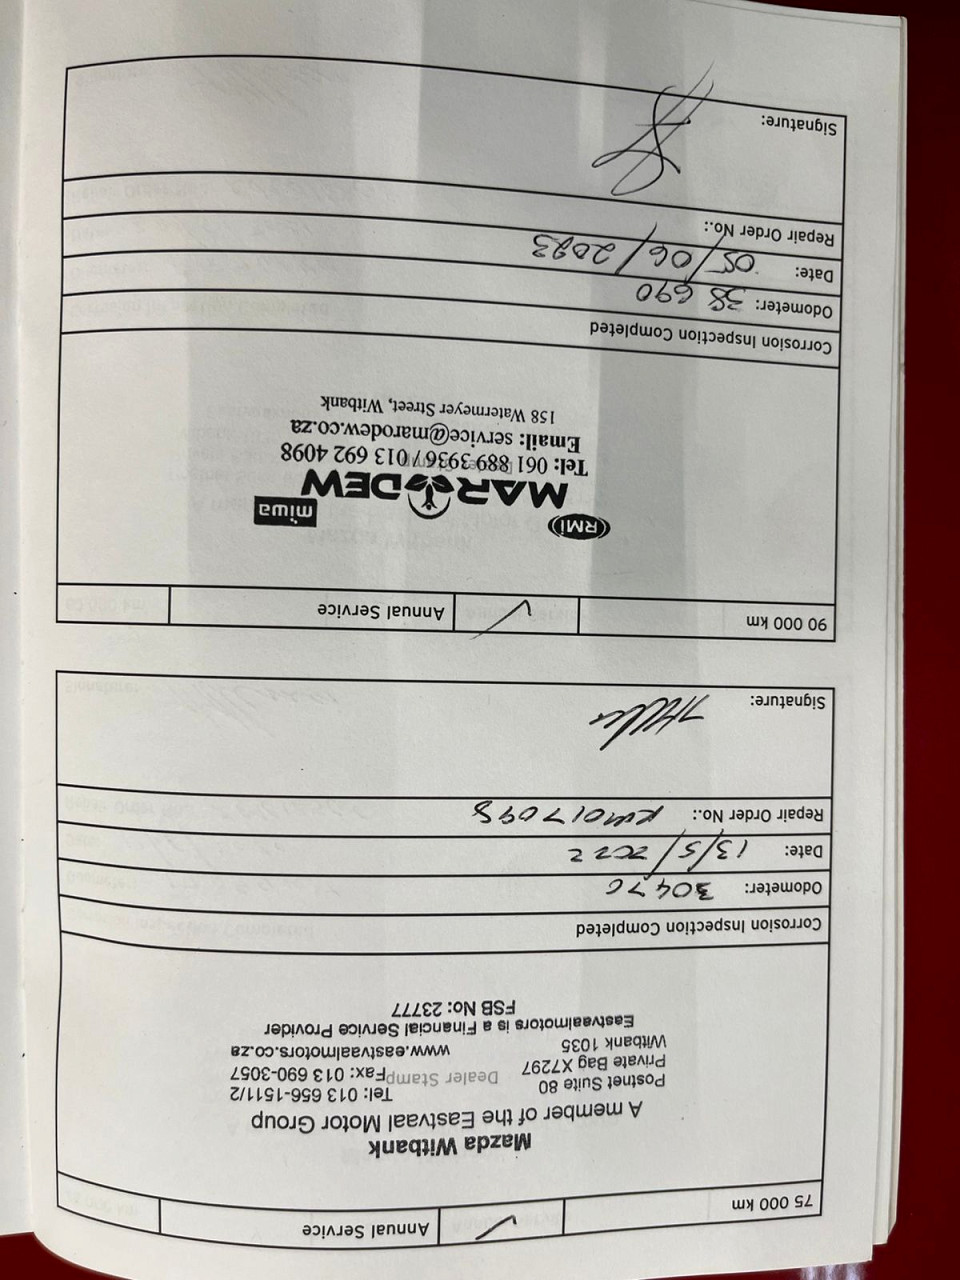 75 000 km
Annual Service
Mazda Witbank
A member of the Eastvaal Motor Group
Postnet Suite 80 Tel: 013 656-1511/2
Private Bag X7297 Dealer Stamp Fax: 013 690-3057
Witbank 1035 www.eastvaalmotors.co.za
Eastvaalmotors is a Financial Service Provider
FSB No: 23777
Corrosion Inspection Completed
Odometer: 30470
Date: 13/5/2022
Repair Order No.:
Signature:
90 000 km
Annual Service
RMI miwa
MARODEW
Tel: 061 889 3936 / 013 692 4098
Email: service@marodew.co.za
158 Watermeyer Street, Witbank
Corrosion Inspection Completed
Odometer: 38 690
Date: 05/06/2023
Repair Order No.:
Signature: